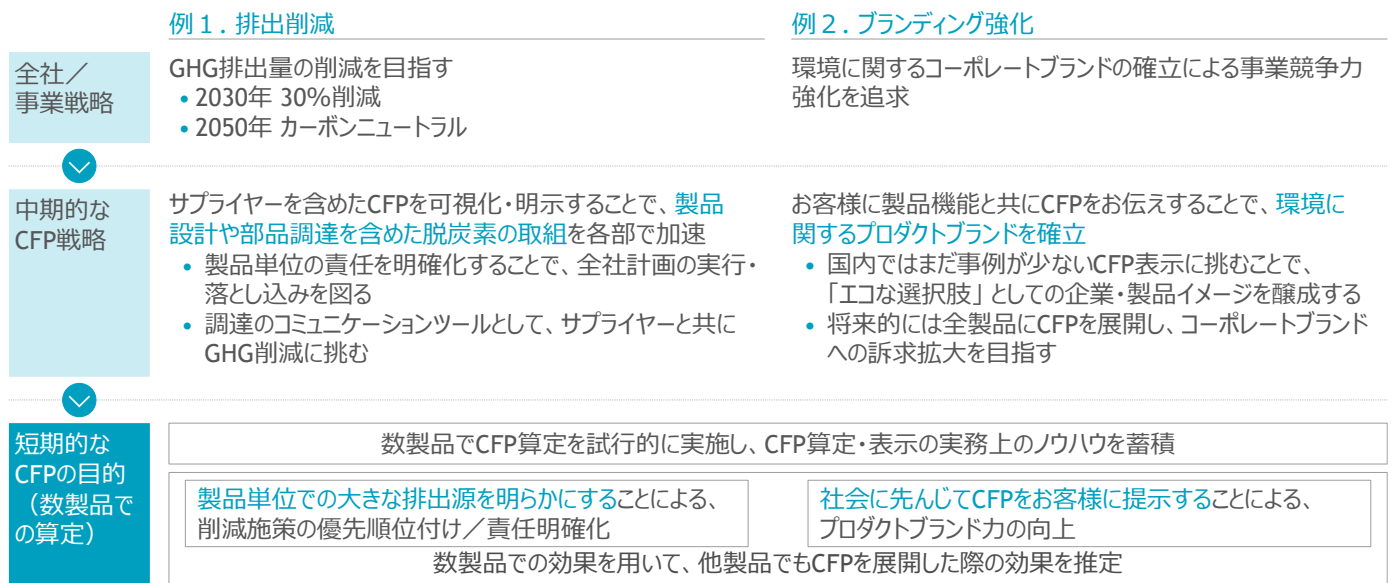 例１. 排出削減
例２. ブランディング強化
全社／
事業戦略
GHG排出量の削減を目指す
• 2030年 30%削減
• 2050年 カーボンニュートラル
環境に関するコーポレートブランドの確立による事業競争力
強化を追求
中期的な
CFP戦略
サプライヤーを含めたCFPを可視化・明示することで、製品
設計や部品調達を含めた脱炭素の取組を各部で加速
• 製品単位の責任を明確化することで、全社計画の実行・
落とし込みを図る
• 調達のコミュニケーションツールとして、サプライヤーと共に
GHG削減に挑む
お客様に製品機能と共にCFPをお伝えすることで、環境に
関するプロダクトブランドを確立
• 国内ではまだ事例が少ないCFP表示に挑むことで、
「エコな選択肢」としての企業・製品イメージを醸成する
• 将来的には全製品にCFPを展開し、コーポレートブランド
への訴求拡大を目指す
短期的な
CFPの目的
（数製品で
の算定）
数製品でCFP算定を試行的に実施し、CFP算定・表示の実務上のノウハウを蓄積
製品単位での大きな排出源を明らかにすることによる、
削減施策の優先順位付け／責任明確化
社会に先んじてCFPをお客様に提示することによる、
プロダクトブランド力の向上
数製品での効果を用いて、他製品でもCFPを展開した際の効果を推定